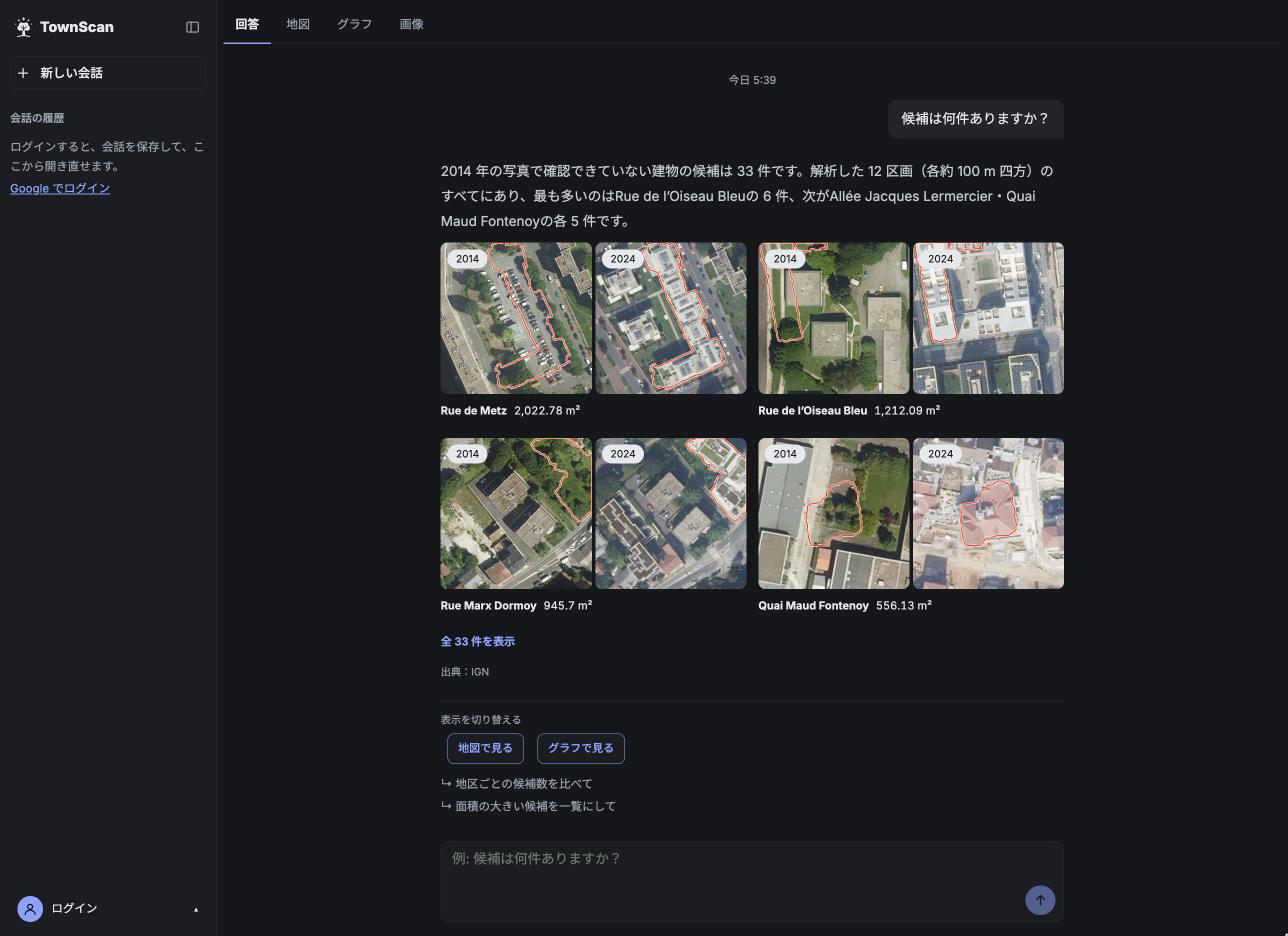 TownScan
新しい会話
会話の履歴
ログインすると、会話を保存して、こ
こから開き直せます。
Google でログイン
ログイン
回答
地図
グラフ
画像
今日 5:39
候補は何件ありますか？
2014 年の写真で確認できていない建物の候補は 33 件です。解析した 12 区画（各約 100 m 四方）の
すべてにあり、最も多いのはRue de l’Oiseau Bleuの 6 件、次がAllée Jacques Lermercier・Quai
Maud Fontenoyの各 5 件です。
2014
2024
2014
2024
Rue de Metz 2,022.78 m²
Rue de l’Oiseau Bleu 1,212.09 m²
2014
2024
2014
2024
Rue Marx Dormoy 945.7 m²
Quai Maud Fontenoy 556.13 m²
全 33 件を表示
出典：IGN
表示を切り替える
地図で見る
グラフで見る
↳ 地区ごとの候補数を比べて
↳ 面積の大きい候補を一覧にして
例: 候補は何件ありますか？